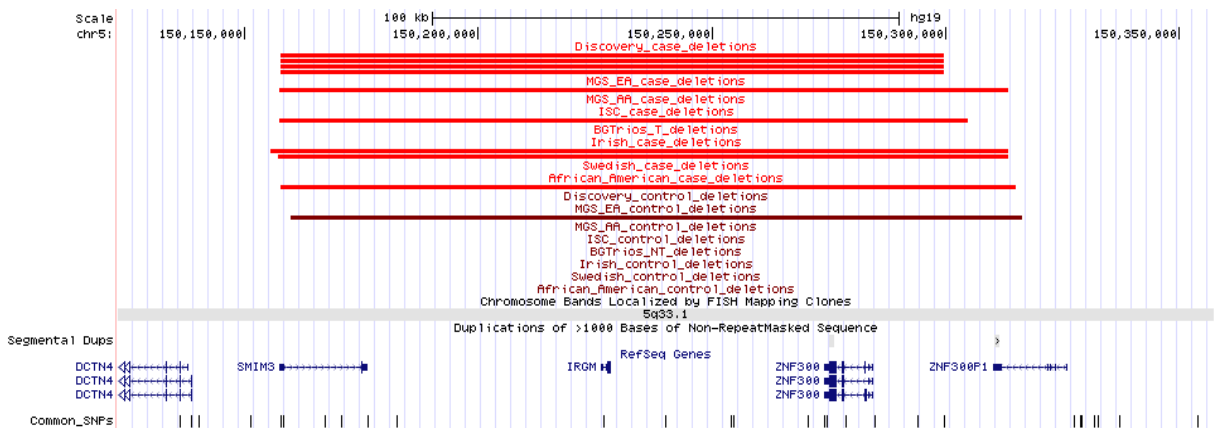 Scale 100 kb hg19
chr5: 150,150,000 150,200,000 150,250,000 150,300,000 150,350,000
Discovery_case_deletions
MGS_EA_case_deletions
MGS_AA_case_deletions
ISC_case_deletions
BGTrios_T_deletions
Irish_case_deletions
Swedish_case_deletions
African_American_case_deletions
Discovery_control_deletions
MGS_EA_control_deletions
MGS_AA_control_deletions
ISC_control_deletions
BGTrios_NT_deletions
Irish_control_deletions
Swedish_control_deletions
African_American_control_deletions
Chromosome Bands Localized by FISH Mapping Clones
5q33.1
Duplications of >1000 Bases of Non-RepeatMasked Sequence
Segmental Dups
RefSeq Genes
DCTN4 SMIM3 IRGM ZNF300 ZNF300P1
DCTN4 ZNF300
DCTN4 ZNF300
Common_SNPs